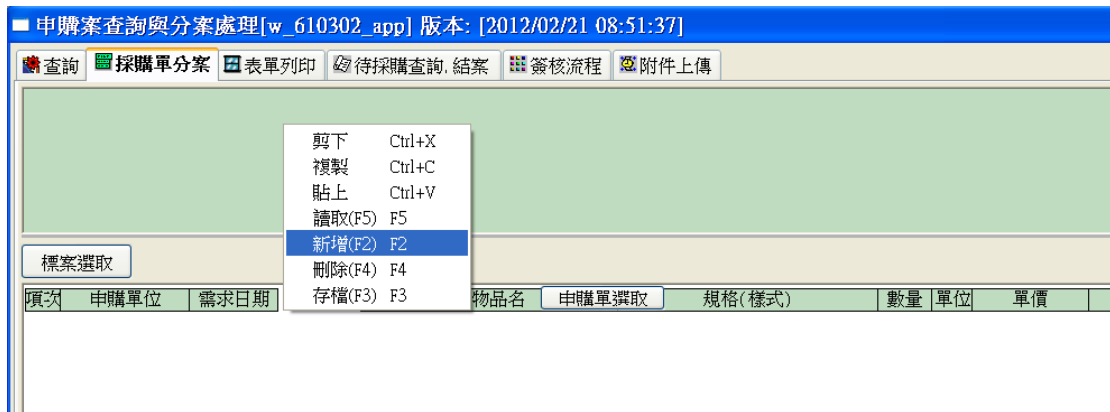 申購案查詢與分案處理[w_610302_app] 版本: [2012/02/21 08:51:37]
查詢 採購單分案 表單列印 待採購查詢,結案 簽核流程 附件上傳
剪下 Ctrl+X
複製 Ctrl+C
貼上 Ctrl+V
讀取(F5) F5
新增(F2) F2
刪除(F4) F4
存檔(F3) F3
標案選取
項次 申購單位 需求日期 物品名 申購單選取 規格(樣式) 數量 單位 單價